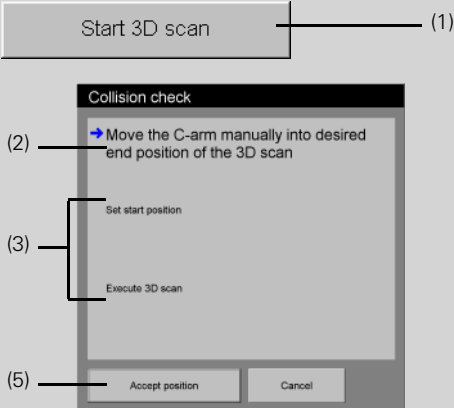 Start 3D scan
(1)
Collision check
(2)
➔ Move the C-arm manually into desired
end position of the 3D scan
Set start position
(3)
Execute 3D scan
(5)
Accept position
Cancel